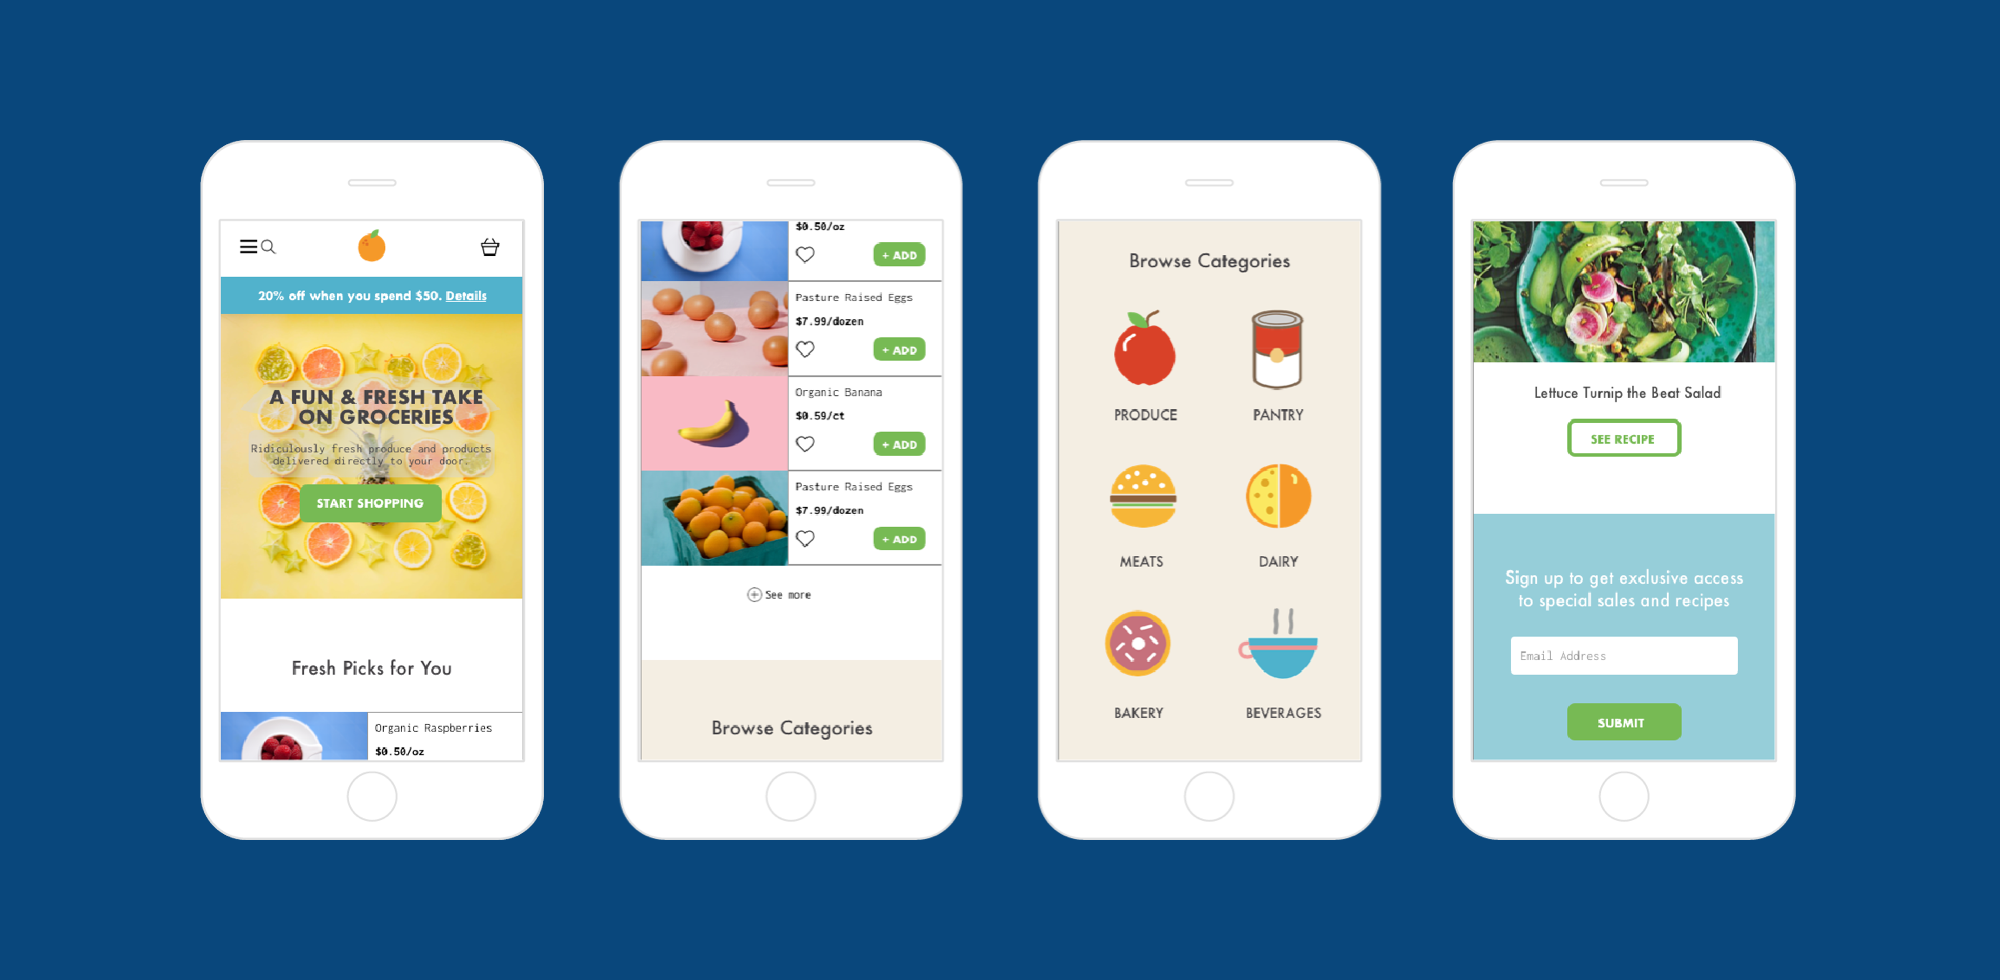 20% off when you spend $50. Details
A FUN & FRESH TAKE
ON GROCERIES
Ridiculously fresh produce and products
delivered directly to your door.
START SHOPPING
Fresh Picks for You
Organic Raspberries
$0.50/oz
$0.50/oz
+ ADD
Pasture Raised Eggs
$7.99/dozen
+ ADD
Organic Banana
$0.59/ct
+ ADD
Pasture Raised Eggs
$7.99/dozen
+ ADD
See more
Browse Categories
Browse Categories
PRODUCE
PANTRY
MEATS
DAIRY
BAKERY
BEVERAGES
Lettuce Turnip the Beat Salad
SEE RECIPE
Sign up to get exclusive access
to special sales and recipes
Email Address
SUBMIT